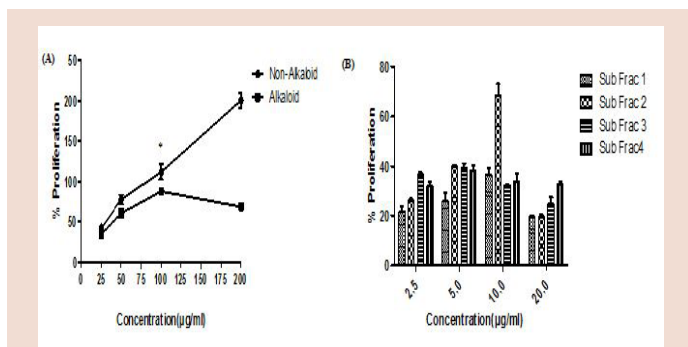 (A)
50
200
150
100
50
0
% Proliferation
0 25 50 75 100 125 150 175 200
Concentration(µg/ml)
*
Non-Alkaloid
Alkaloid
(B)
80
60
40
20
0
% Proliferation
2.5 5.0 10.0 20.0
Concentration(µg/ml)
Sub Frac 1
Sub Frac 2
Sub Frac 3
Sub Frac4